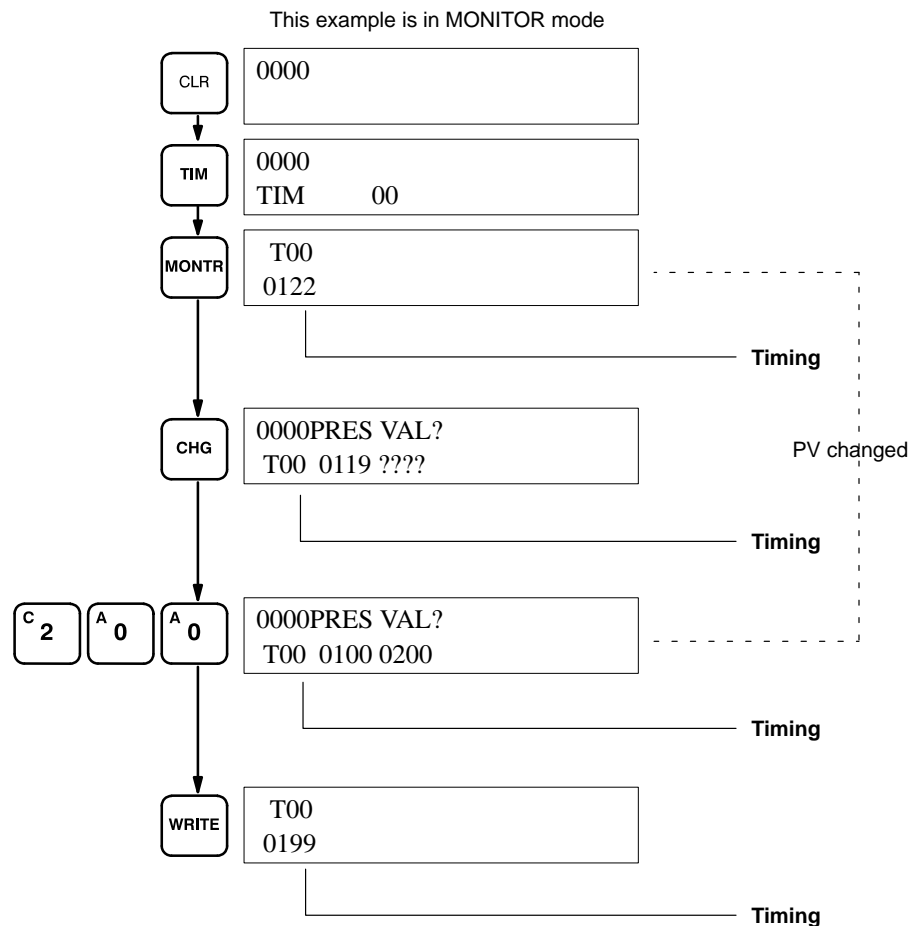 This example is in MONITOR mode
CLR
0000
TIM
0000
TIM 00
MONTR
T00
0122
Timing
CHG
0000PRES VAL?
T00 0119 ????
PV changed
Timing
C 2 A 0 A 0
0000PRES VAL?
T00 0100 0200
Timing
WRITE
T00
0199
Timing